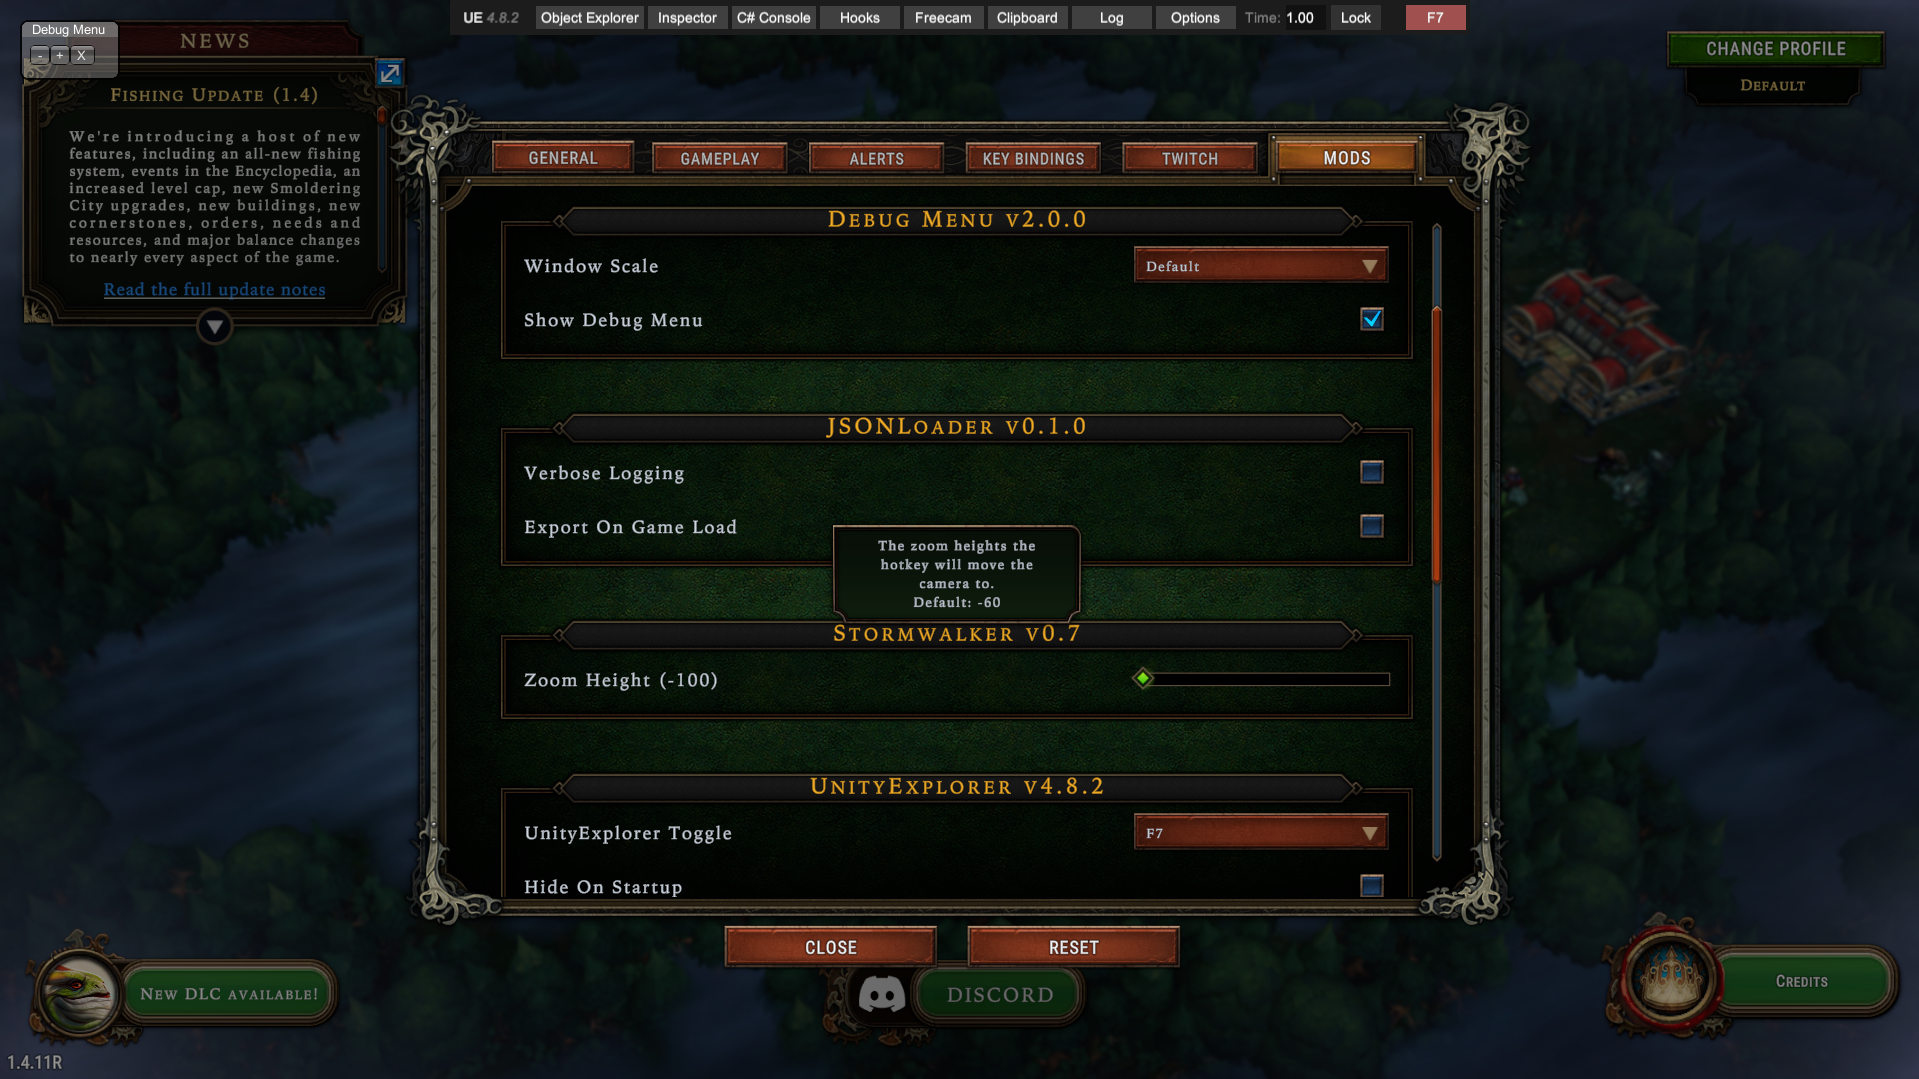 UE 4.8.2 Object Explorer Inspector C# Console Hooks Freecam Clipboard Log Options Time: 1.00 Lock F7
Debug Menu
- + X
NEWS
FISHING UPDATE (1.4)
We're introducing a host of new
features, including an all-new fishing
system, events in the Encyclopedia, an
increased level cap, new Smoldering
City upgrades, new buildings, new
cornerstones, orders, needs and
resources, and major balance changes
to nearly every aspect of the game.
Read the full update notes
CHANGE PROFILE
DEFAULT
GENERAL GAMEPLAY ALERTS KEY BINDINGS TWITCH MODS
DEBUG MENU V2.0.0
Window Scale Default
Show Debug Menu
JSONLOADER V0.1.0
Verbose Logging
Export On Game Load
The zoom heights the
hotkey will move the
camera to.
Default: -60
STORMWALKER V0.7
Zoom Height (-100)
UNITYEXPLORER V4.8.2
UnityExplorer Toggle F7
Hide On Startup
CLOSE RESET
NEW DLC AVAILABLE!
DISCORD
CREDITS
1.4.11R